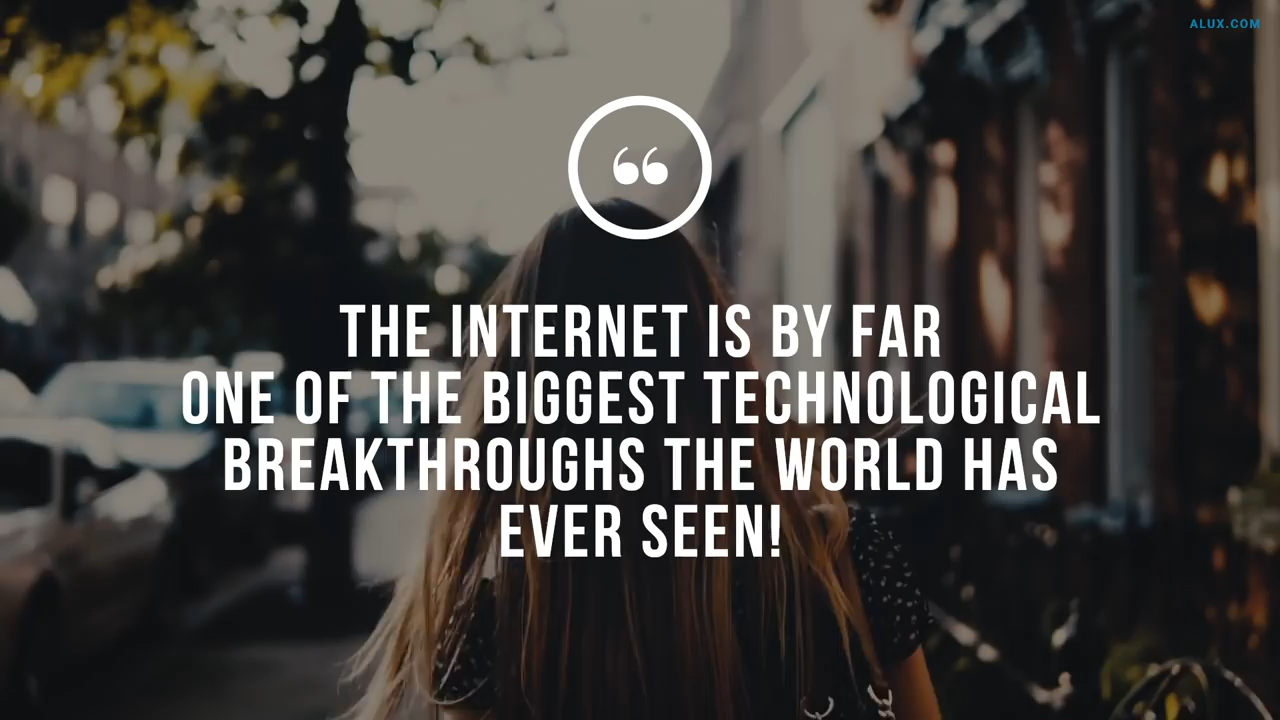 ALUX.COM
“
THE INTERNET IS BY FAR
ONE OF THE BIGGEST TECHNOLOGICAL
BREAKTHROUGHS THE WORLD HAS
EVER SEEN!